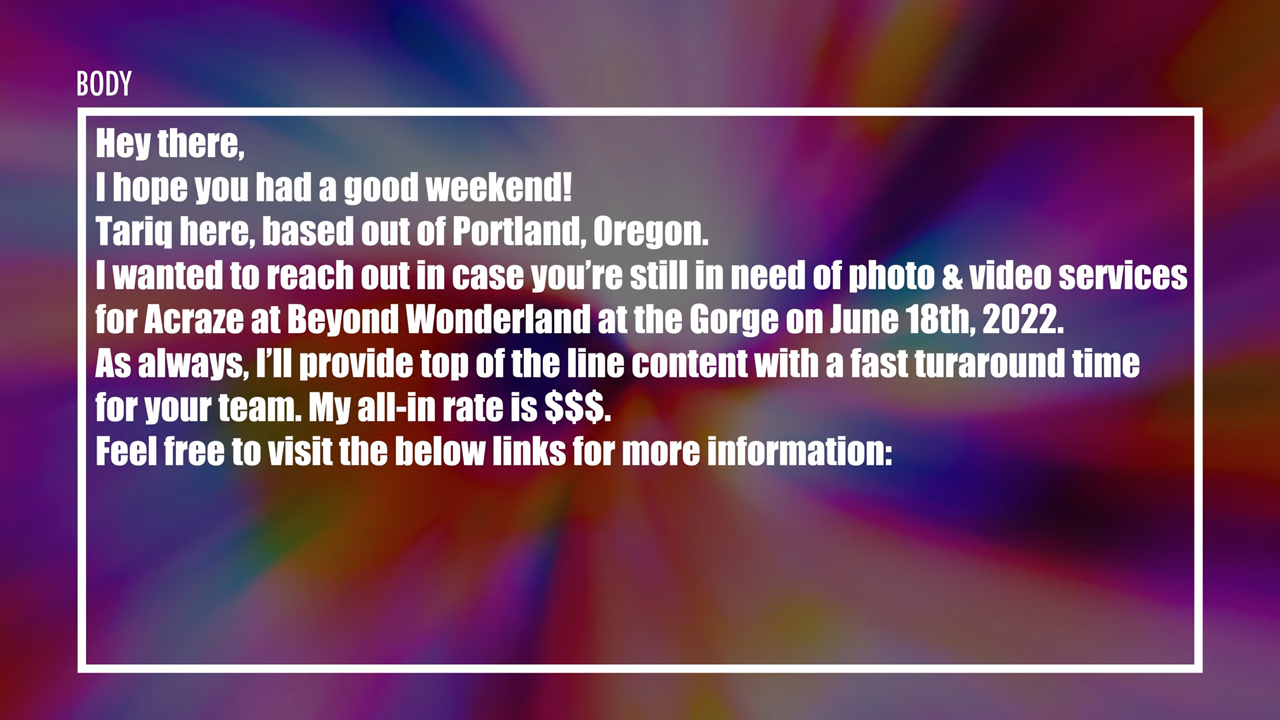 BODY
Hey there,
I hope you had a good weekend!
Tariq here, based out of Portland, Oregon.
I wanted to reach out in case you’re still in need of photo & video services
for Acraze at Beyond Wonderland at the Gorge on June 18th, 2022.
As always, I’ll provide top of the line content with a fast turaround time
for your team. My all-in rate is $$$.
Feel free to visit the below links for more information: